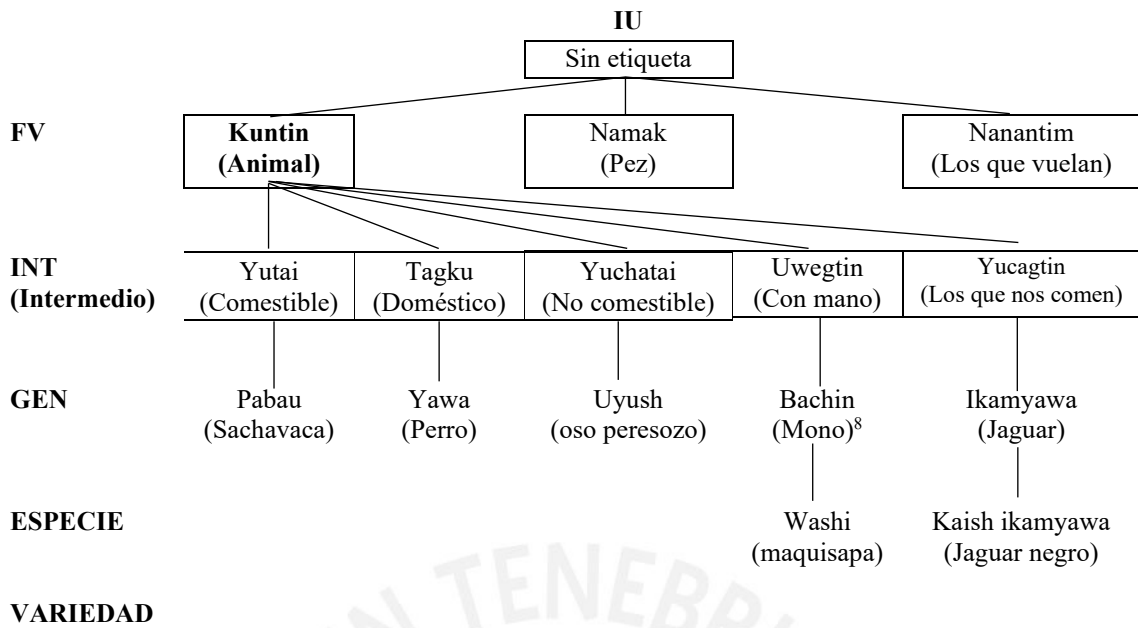 IU
Sin etiqueta
FV
Kuntin
(Animal)
Namak
(Pez)
Nanantim
(Los que vuelan)
INT
(Intermedio)
Yutai
(Comestible)
Tagku
(Doméstico)
Yuchatai
(No comestible)
Uwegtin
(Con mano)
Yucagtin
(Los que nos comen)
GEN
Pabau
(Sachavaca)
Yawa
(Perro)
Uyush
(oso peresozo)
Bachin
(Mono)⁸
Ikamyawa
(Jaguar)
ESPECIE
Washi
(maquisapa)
Kaish ikamyawa
(Jaguar negro)
VARIEDAD